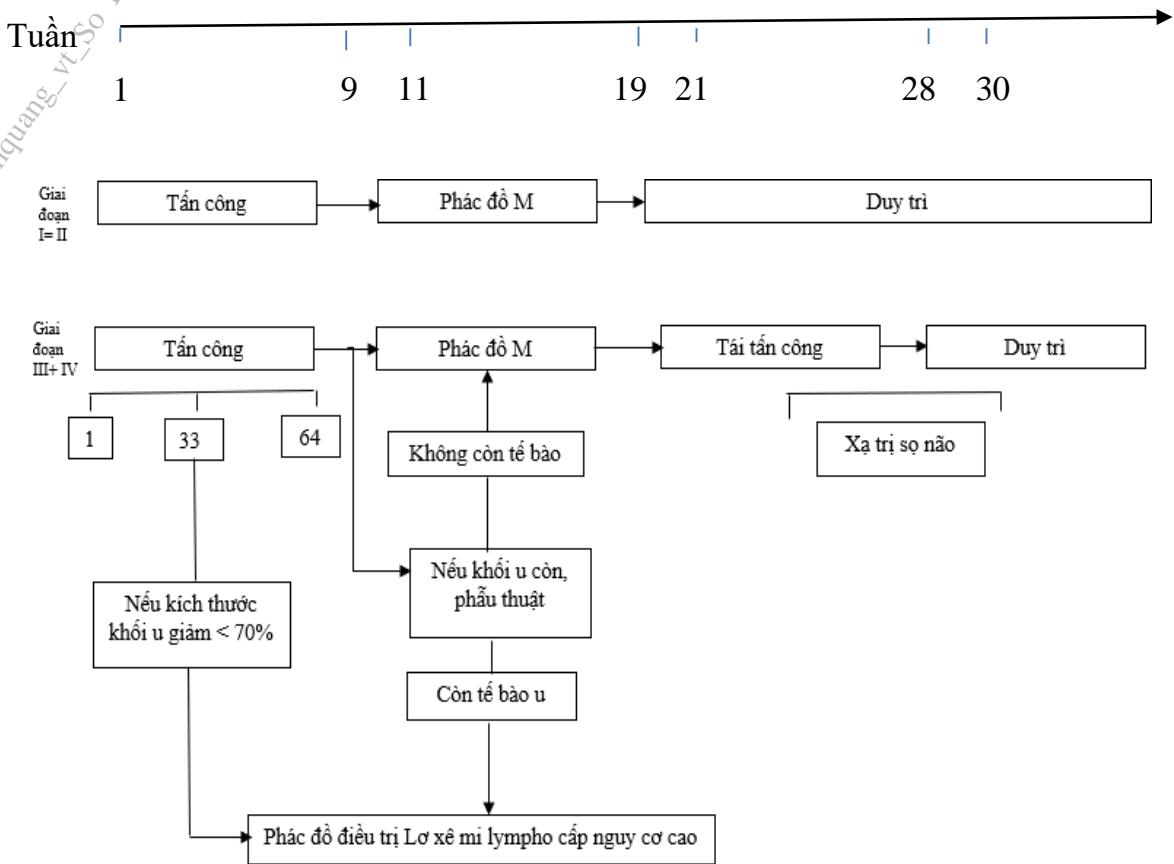 Tuần
1 9 11 19 21 28 30
Giai
đoạn
I= II
Tấn công
Phác đồ M
Duy trì
Giai
đoạn
III+ IV
Tấn công
Phác đồ M
Tái tấn công
Duy trì
1
33
64
Không còn tế bào
Xạ trị sọ não
Nếu khối u còn,
phẫu thuật
Nếu kích thước
khối u giảm < 70%
Còn tế bào u
Phác đồ điều trị Lơ xê mi lympho cấp nguy cơ cao